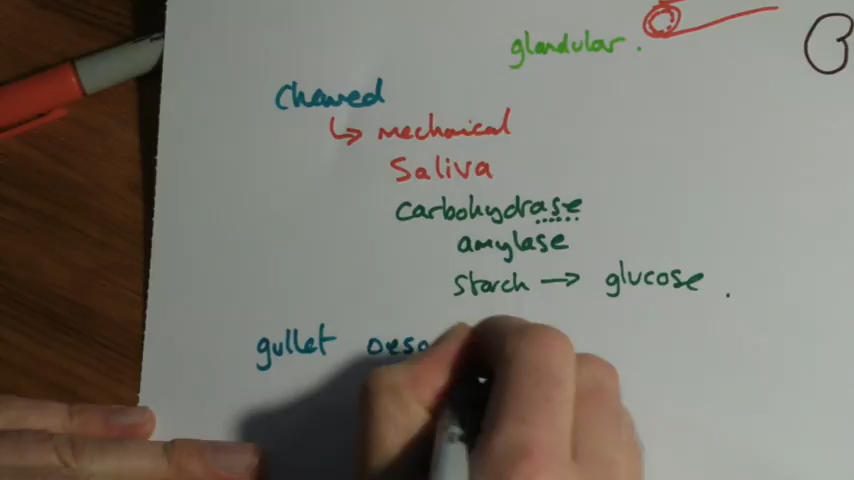 glandular.
Chewed
↳ mechanical
Saliva
carbohydrase
amylase
starch → glucose.
gullet oeso